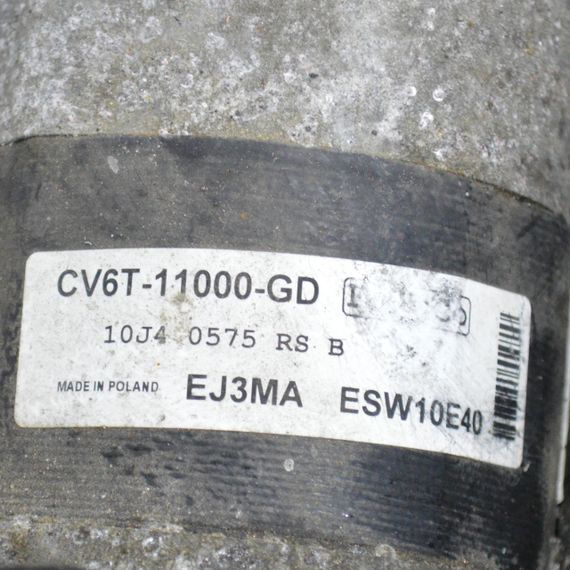 CV6T-11000-GD
10J4 0575 RS B
MADE IN POLAND EJ3MA ESW10E40